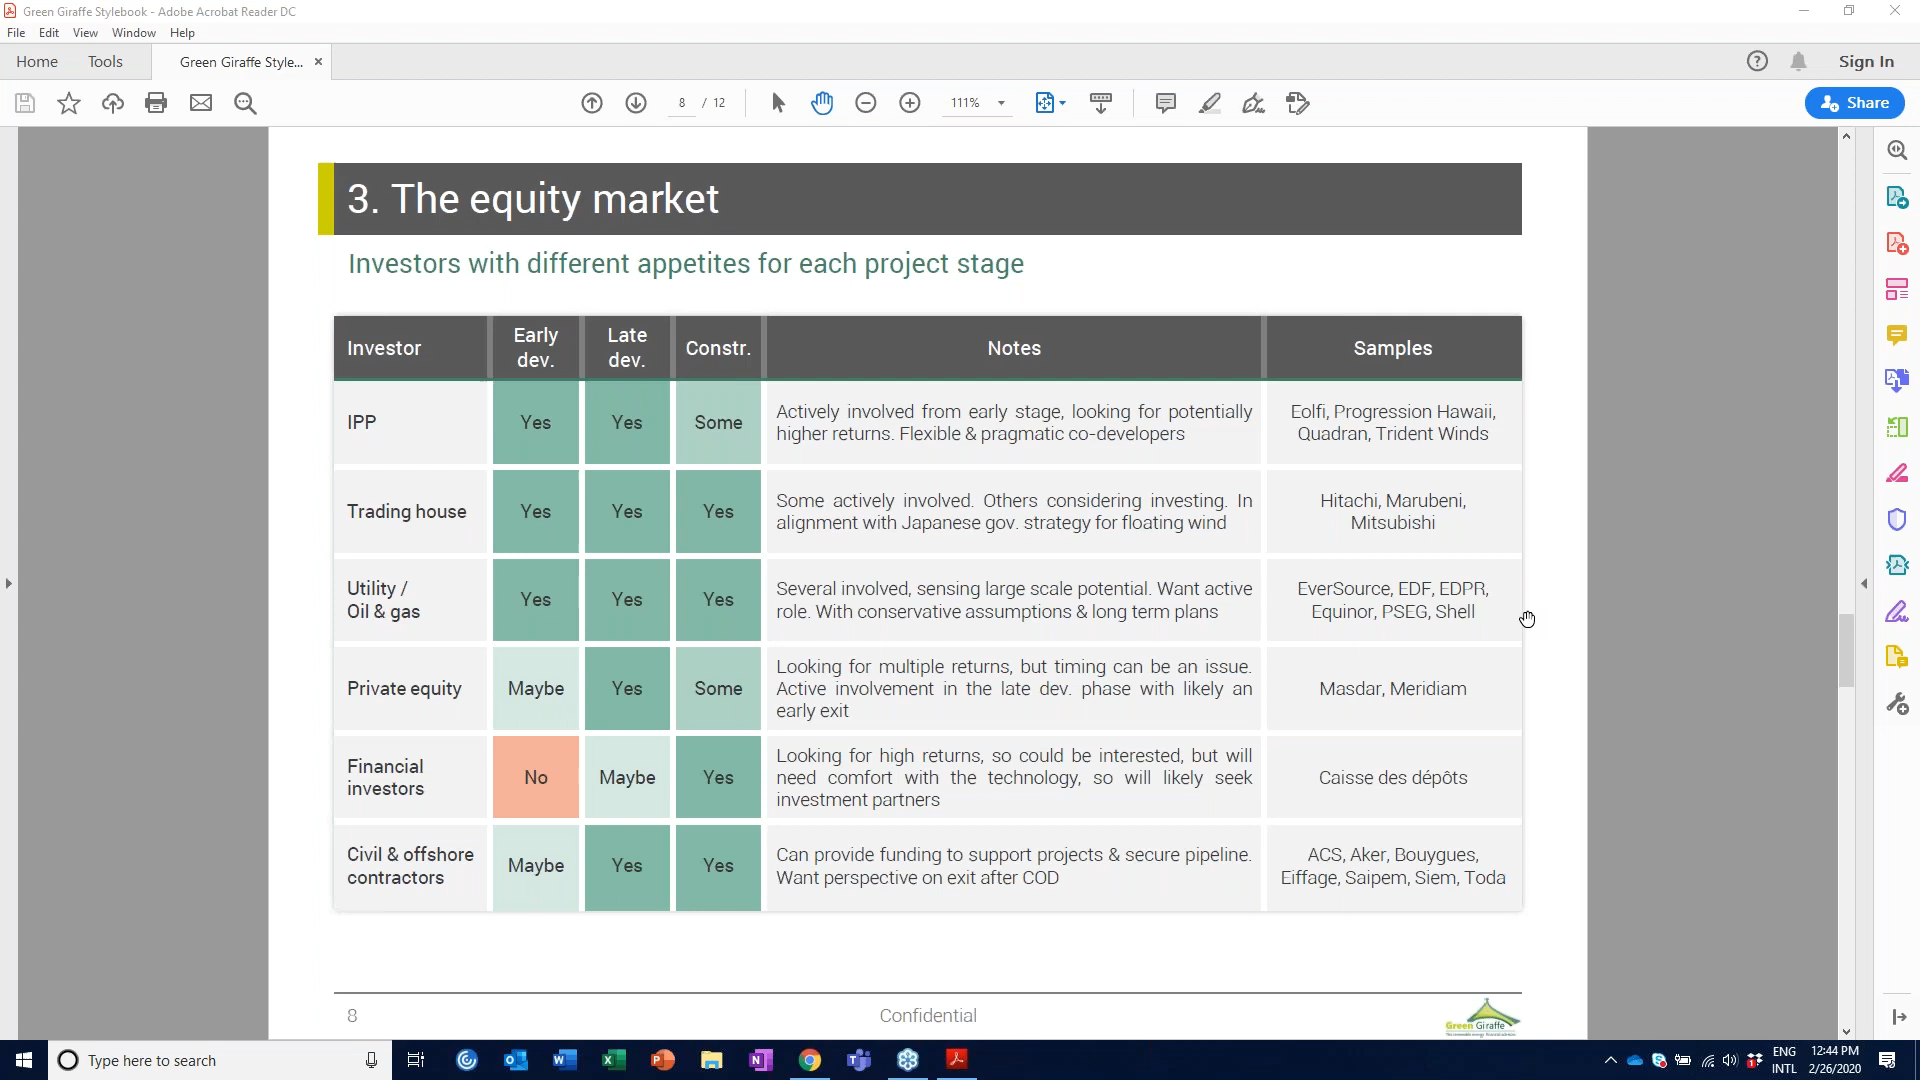 Green Giraffe Stylebook - Adobe Acrobat Reader DC
File Edit View Window Help
Home Tools Green Giraffe Style... × Sign In
8 / 12 111% Share
3. The equity market
Investors with different appetites for each project stage
Investor Early dev. Late dev. Constr. Notes Samples
IPP Yes Yes Some
Actively involved from early stage, looking for potentially
higher returns. Flexible & pragmatic co-developers
Eolfi, Progression Hawaii,
Quadran, Trident Winds
Trading house Yes Yes Yes
Some actively involved. Others considering investing. In
alignment with Japanese gov. strategy for floating wind
Hitachi, Marubeni,
Mitsubishi
Utility /
Oil & gas
Yes Yes Yes
Several involved, sensing large scale potential. Want active
role. With conservative assumptions & long term plans
EverSource, EDF, EDPR,
Equinor, PSEG, Shell
Private equity Maybe Yes Some
Looking for multiple returns, but timing can be an issue.
Active involvement in the late dev. phase with likely an
early exit
Masdar, Meridiam
Financial
investors
No Maybe Yes
Looking for high returns, so could be interested, but will
need comfort with the technology, so will likely seek
investment partners
Caisse des dépôts
Civil & offshore
contractors
Maybe Yes Yes
Can provide funding to support projects & secure pipeline.
Want perspective on exit after COD
ACS, Aker, Bouygues,
Eiffage, Saipem, Siem, Toda
8 Confidential
Green Giraffe
Type here to search
ENG 12:44 PM
INTL 2/26/2020